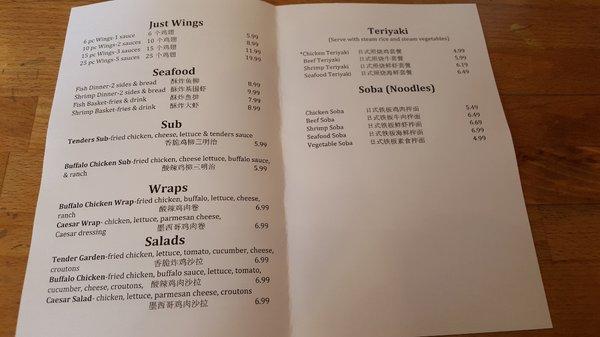 Just Wings
6 pc Wings-1 sauce 6 个鸡翅 5.99
10 pc Wings-2 sauces 10 个鸡翅 8.99
15 pc Wings-3 sauces 15 个鸡翅 11.99
25 pc Wings-5 sauces 25 个鸡翅 19.99
Seafood
Fish Dinner-2 sides & bread 酥炸鱼柳 8.99
Shrimp Dinner-2 sides & bread 酥炸基围虾 9.99
Fish Basket-fries & drink 酥炸鱼排 7.99
Shrimp Basket-fries & drink 酥炸大虾 8.99
Sub
Tenders Sub-fried chicken, cheese, lettuce & tenders sauce
香脆鸡柳三明治 5.99
Buffalo Chicken Sub-fried chicken, cheese lettuce, buffalo sauce,
& ranch 酸辣鸡柳三明治 5.99
Wraps
Buffalo Chicken Wrap-fried chicken, buffalo, lettuce, cheese,
ranch 酸辣鸡肉卷 6.99
Caesar Wrap- chicken, lettuce, parmesan cheese,
Caesar dressing 墨西哥鸡肉卷 6.99
Salads
Tender Garden-fried chicken, lettuce, tomato, cucumber, cheese,
croutons 香脆炸鸡沙拉 6.99
Buffalo Chicken-fried chicken, buffalo sauce, lettuce, tomato,
cucumber, cheese, croutons, 酸辣鸡肉沙拉 6.99
Caesar Salad- chicken, lettuce, parmesan cheese, croutons
墨西哥鸡肉沙拉 6.99
Teriyaki
(Serve with steam rice and steam vegetables)
*Chicken Teriyaki 日式照烧鸡套餐 4.99
Beef Teriyaki 日式照烧牛套餐 5.99
Shrimp Teriyaki 日式照烧鲜虾套餐 6.19
Seafood Teriyaki 日式照烧海鲜套餐 6.49
Soba (Noodles)
Chicken Soba 日式铁板鸡肉拌面 5.49
Beef Soba 日式铁板牛肉拌面 6.49
Shrimp Soba 日式铁板鲜虾拌面 6.69
Seafood Soba 日式铁板海鲜拌面 6.99
Vegetable Soba 日式铁板素食拌面 4.99